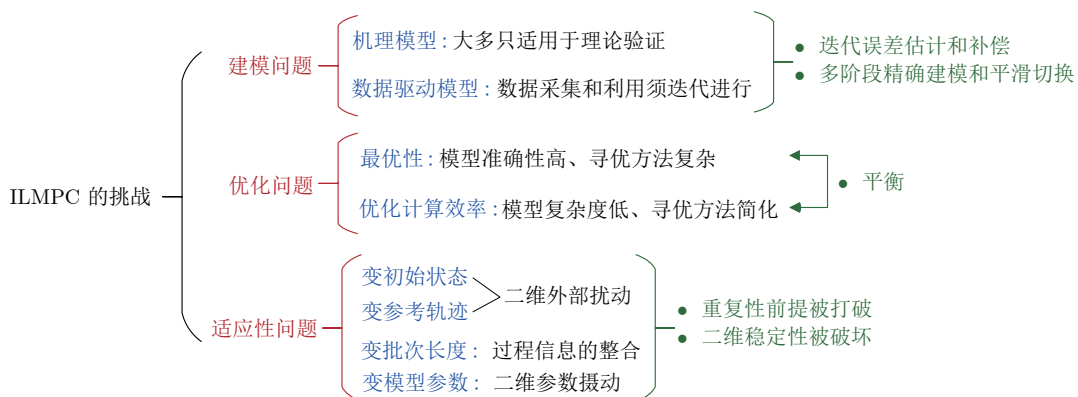 ILMPC 的挑战
建模问题
机理模型：大多只适用于理论验证
数据驱动模型：数据采集和利用须迭代进行
● 迭代误差估计和补偿
● 多阶段精确建模和平滑切换
优化问题
最优性：模型准确性高、寻优方法复杂
优化计算效率：模型复杂度低、寻优方法简化
● 平衡
适应性问题
变初始状态
变参考轨迹
二维外部扰动
变批次长度：过程信息的整合
变模型参数：二维参数摄动
● 重复性前提被打破
● 二维稳定性被破坏